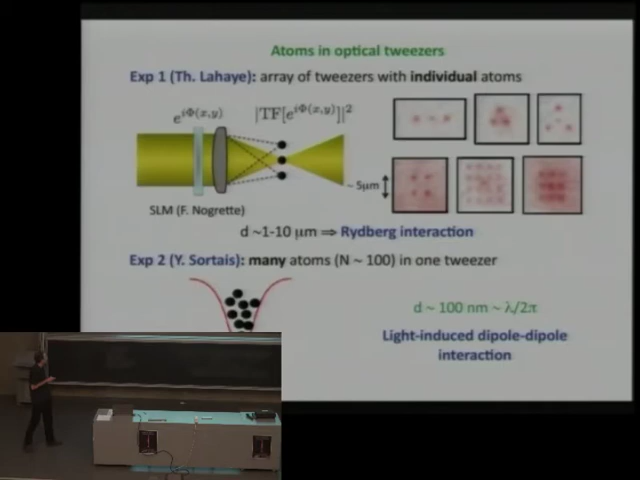 Atoms in optical tweezers
Exp 1 (Th. Lahaye): array of tweezers with individual atoms
e^{iΦ(x,y)}
|TF[e^{iΦ(x,y)}]|²
~ 5μm
SLM (F. Nogrette)
d ~1-10 μm ⇒ Rydberg interaction
Exp 2 (Y. Sortais): many atoms (N ~ 100) in one tweezer
d ~ 100 nm ~ λ/2π
Light-induced dipole-dipole
interaction